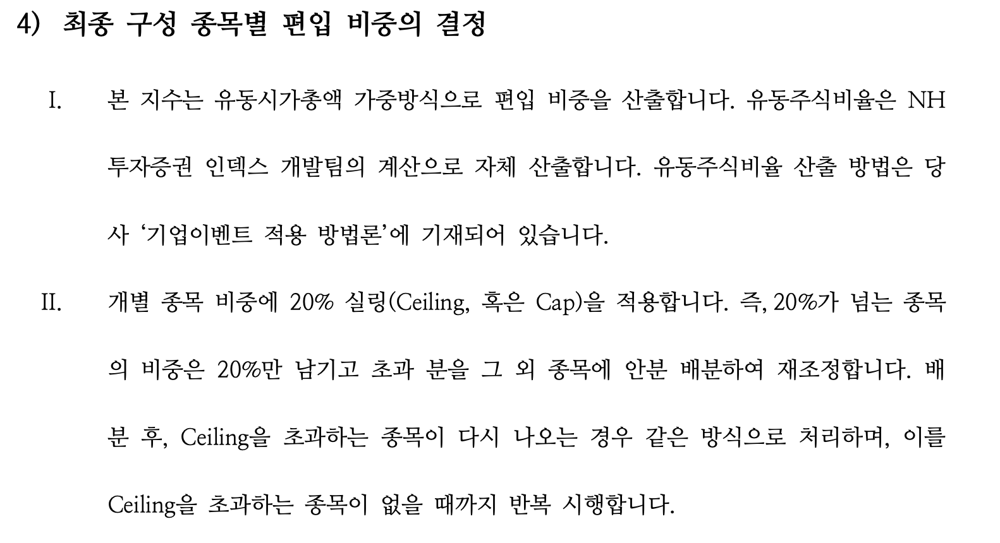 4) 최종 구성 종목별 편입 비중의 결정
I. 본 지수는 유동시가총액 가중방식으로 편입 비중을 산출합니다. 유동주식비율은 NH
투자증권 인덱스 개발팀의 계산으로 자체 산출합니다. 유동주식비율 산출 방법은 당
사 ‘기업이벤트 적용 방법론’에 기재되어 있습니다.
II. 개별 종목 비중에 20% 실링(Ceiling, 혹은 Cap)을 적용합니다. 즉, 20%가 넘는 종목
의 비중은 20%만 남기고 초과 분을 그 외 종목에 안분 배분하여 재조정합니다. 배
분 후, Ceiling을 초과하는 종목이 다시 나오는 경우 같은 방식으로 처리하며, 이를
Ceiling을 초과하는 종목이 없을 때까지 반복 시행합니다.